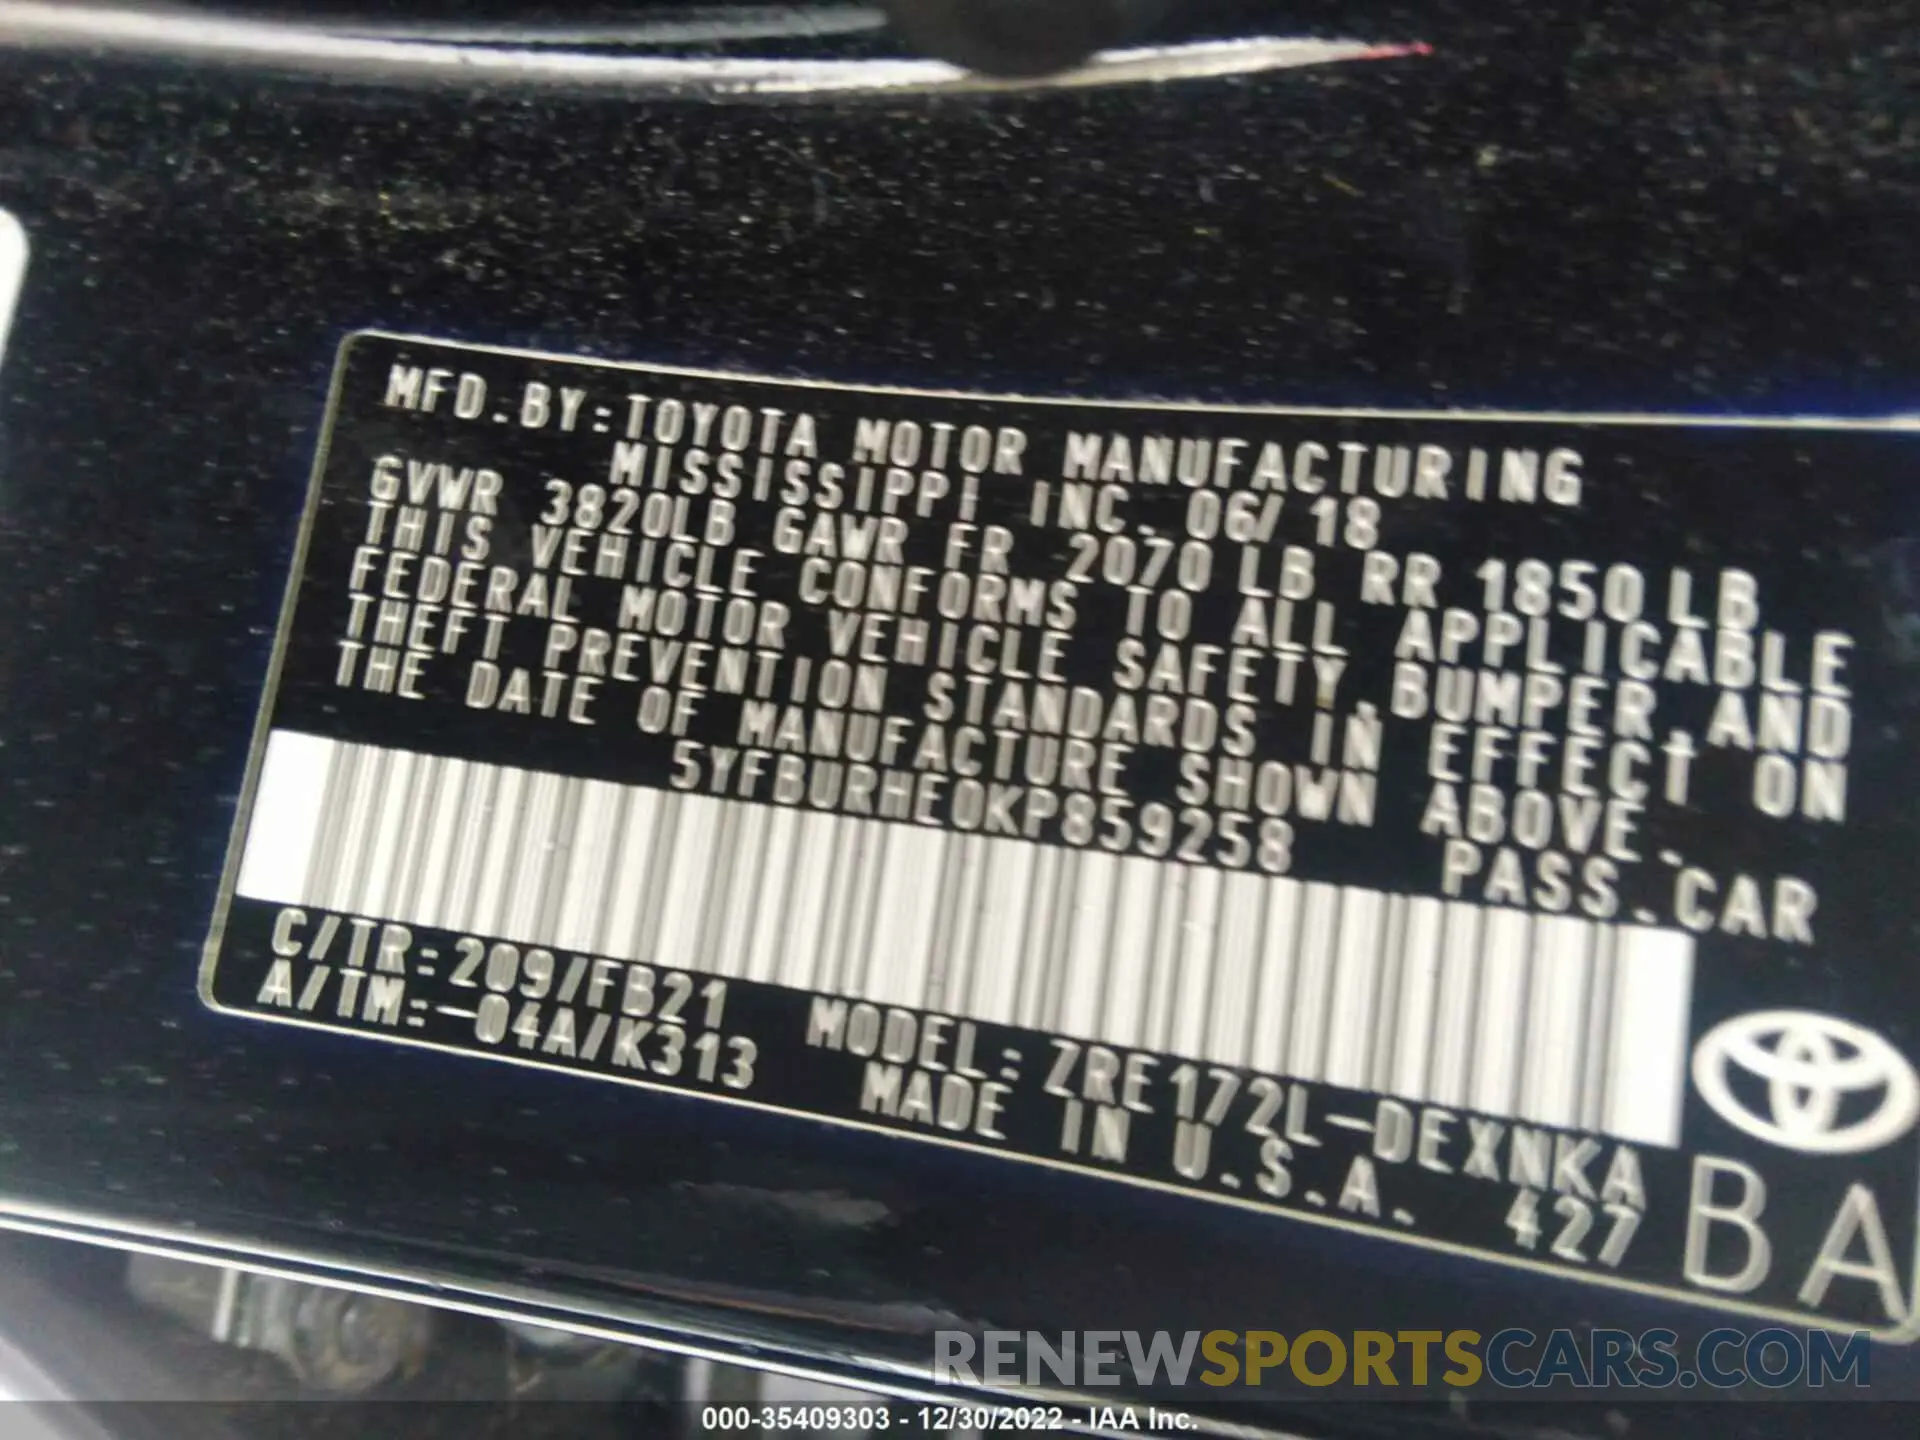 MFD. BY: TOYOTA MOTOR MANUFACTURING
MISSISSIPPI INC. 06/18
GVWR 3820LB GAWR FR 2070 LB RR 1850 LB
THIS VEHICLE CONFORMS TO ALL APPLICABLE
FEDERAL MOTOR VEHICLE SAFETY, BUMPER, AND
THEFT PREVENTION STANDARDS IN EFFECT ON
THE DATE OF MANUFACTURE SHOWN ABOVE.
5YFBURHE0KP859258 PASS. CAR
C/TR: 209/FB21 MODEL: ZRE172L-DEXNKA
A/TM: -04A/K313 MADE IN U.S.A. 427
BA
RENEWSPORTSCARS.COM
000-35409303 - 12/30/2022 - IAA Inc.